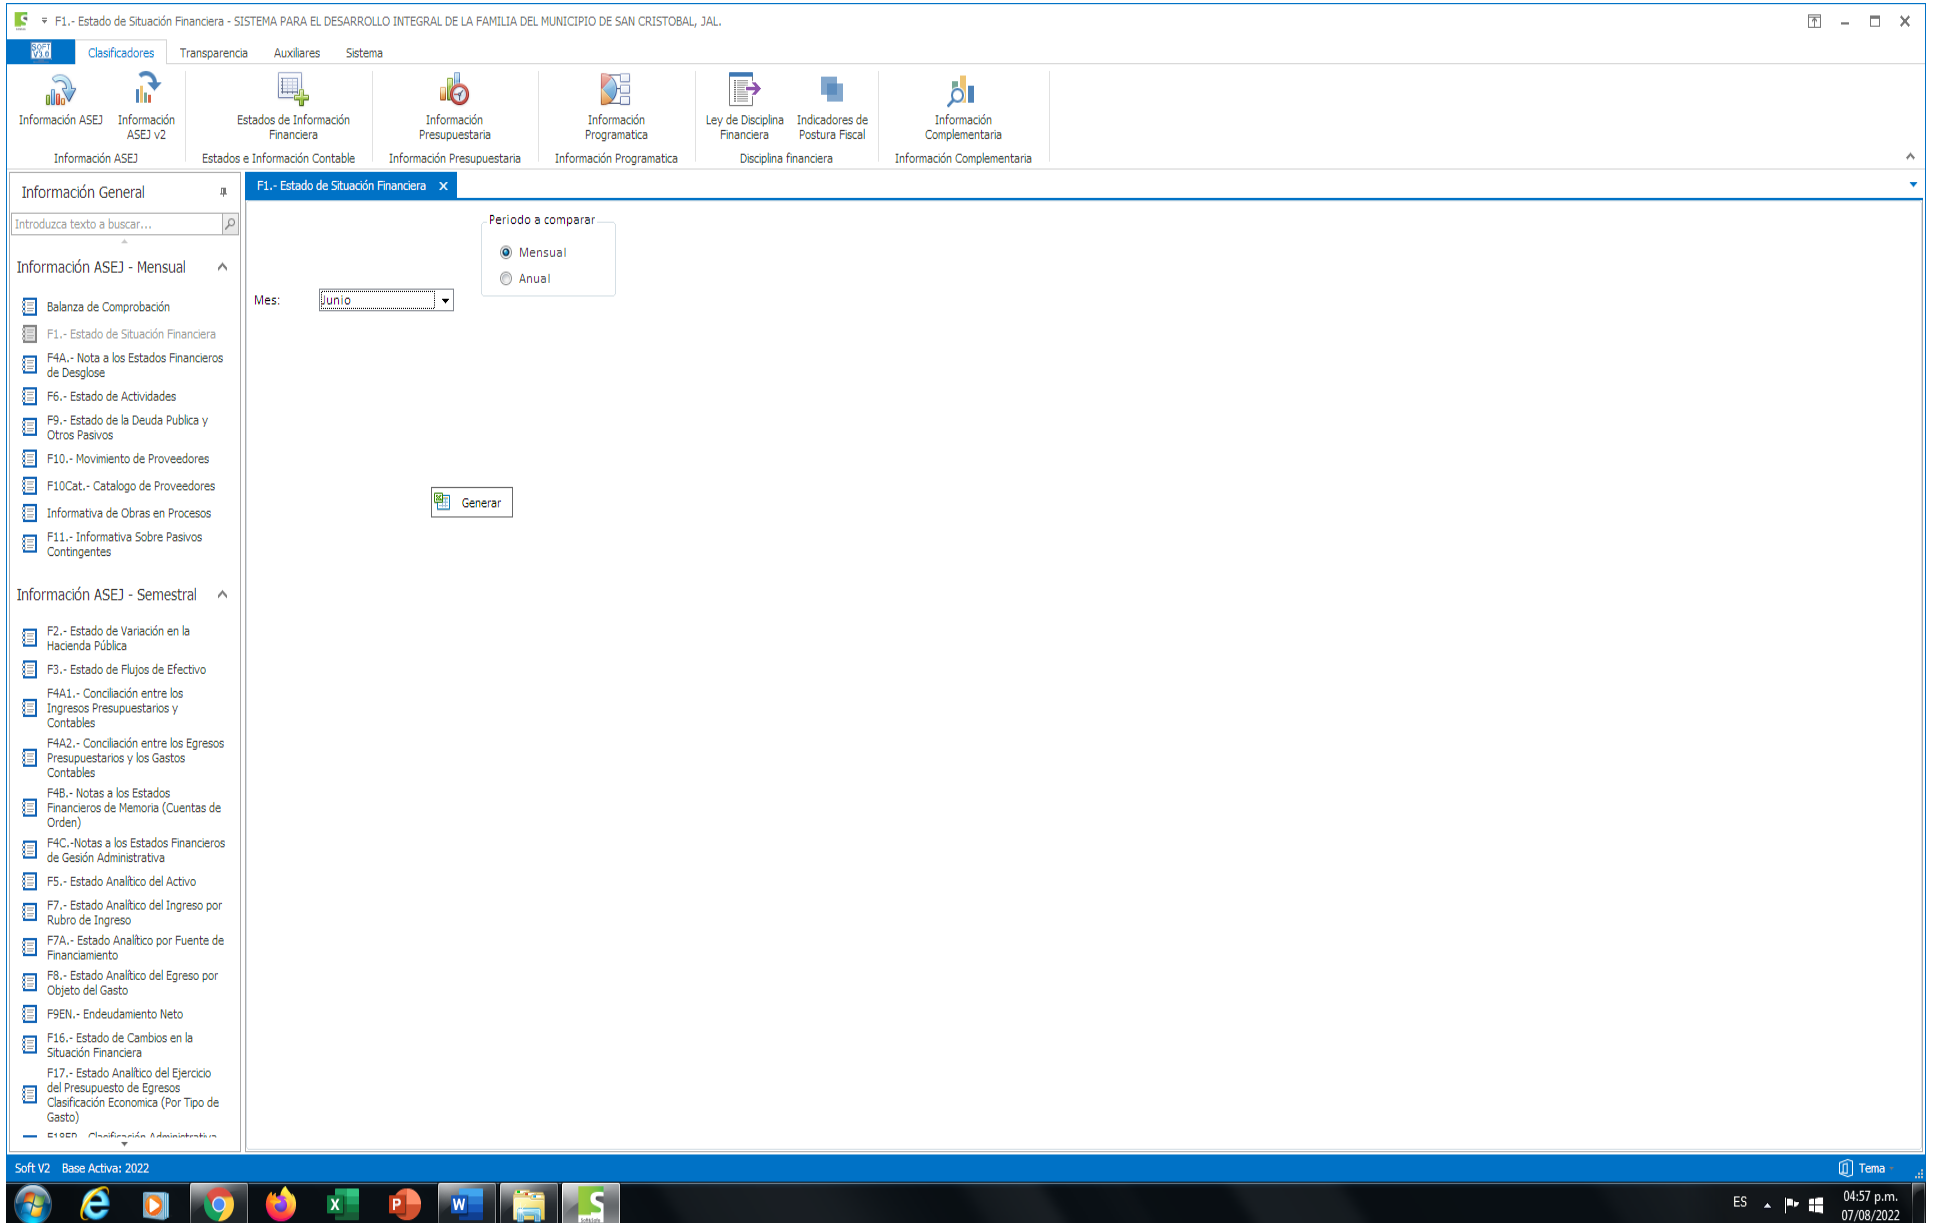 F1.- Estado de Situación Financiera - SISTEMA PARA EL DESARROLLO INTEGRAL DE LA FAMILIA DEL MUNICIPIO DE SAN CRISTOBAL, JAL.
SOFT
V3.0
Clasificadores
Transparencia
Auxiliares
Sistema
Información ASEJ
Información
ASEJ v2
Estados de Información
Financiera
Información
Presupuestaria
Información
Programatica
Ley de Disciplina
Financiera
Indicadores de
Postura Fiscal
Información
Complementaria
Información ASEJ
Estados e Información Contable
Información Presupuestaria
Información Programatica
Disciplina financiera
Información Complementaria
Información General
Introduzca texto a buscar...
Información ASEJ - Mensual
Balanza de Comprobación
F1.- Estado de Situación Financiera
F4A.- Nota a los Estados Financieros
de Desglose
F6.- Estado de Actividades
F9.- Estado de la Deuda Publica y
Otros Pasivos
F10.- Movimiento de Proveedores
F10Cat.- Catalogo de Proveedores
Informativa de Obras en Procesos
F11.- Informativa Sobre Pasivos
Contingentes
Información ASEJ - Semestral
F2.- Estado de Variación en la
Hacienda Pública
F3.- Estado de Flujos de Efectivo
F4A1.- Conciliación entre los
Ingresos Presupuestarios y
Contables
F4A2.- Conciliación entre los Egresos
Presupuestarios y los Gastos
Contables
F4B.- Notas a los Estados
Financieros de Memoria (Cuentas de
Orden)
F4C.-Notas a los Estados Financieros
de Gesión Administrativa
F5.- Estado Analítico del Activo
F7.- Estado Analítico del Ingreso por
Rubro de Ingreso
F7A.- Estado Analítico por Fuente de
Financiamiento
F8.- Estado Analítico del Egreso por
Objeto del Gasto
F9EN.- Endeudamiento Neto
F16.- Estado de Cambios en la
Situación Financiera
F17.- Estado Analítico del Ejercicio
del Presupuesto de Egresos
Clasificación Economica (Por Tipo de
Gasto)
F18EP.- Clasificación Administrativa
F1.- Estado de Situación Financiera X
Periodo a comparar
Mensual
Anual
Mes:
Junio
Generar
Soft V2 Base Activa: 2022
Tema
ES
04:57 p.m.
07/08/2022